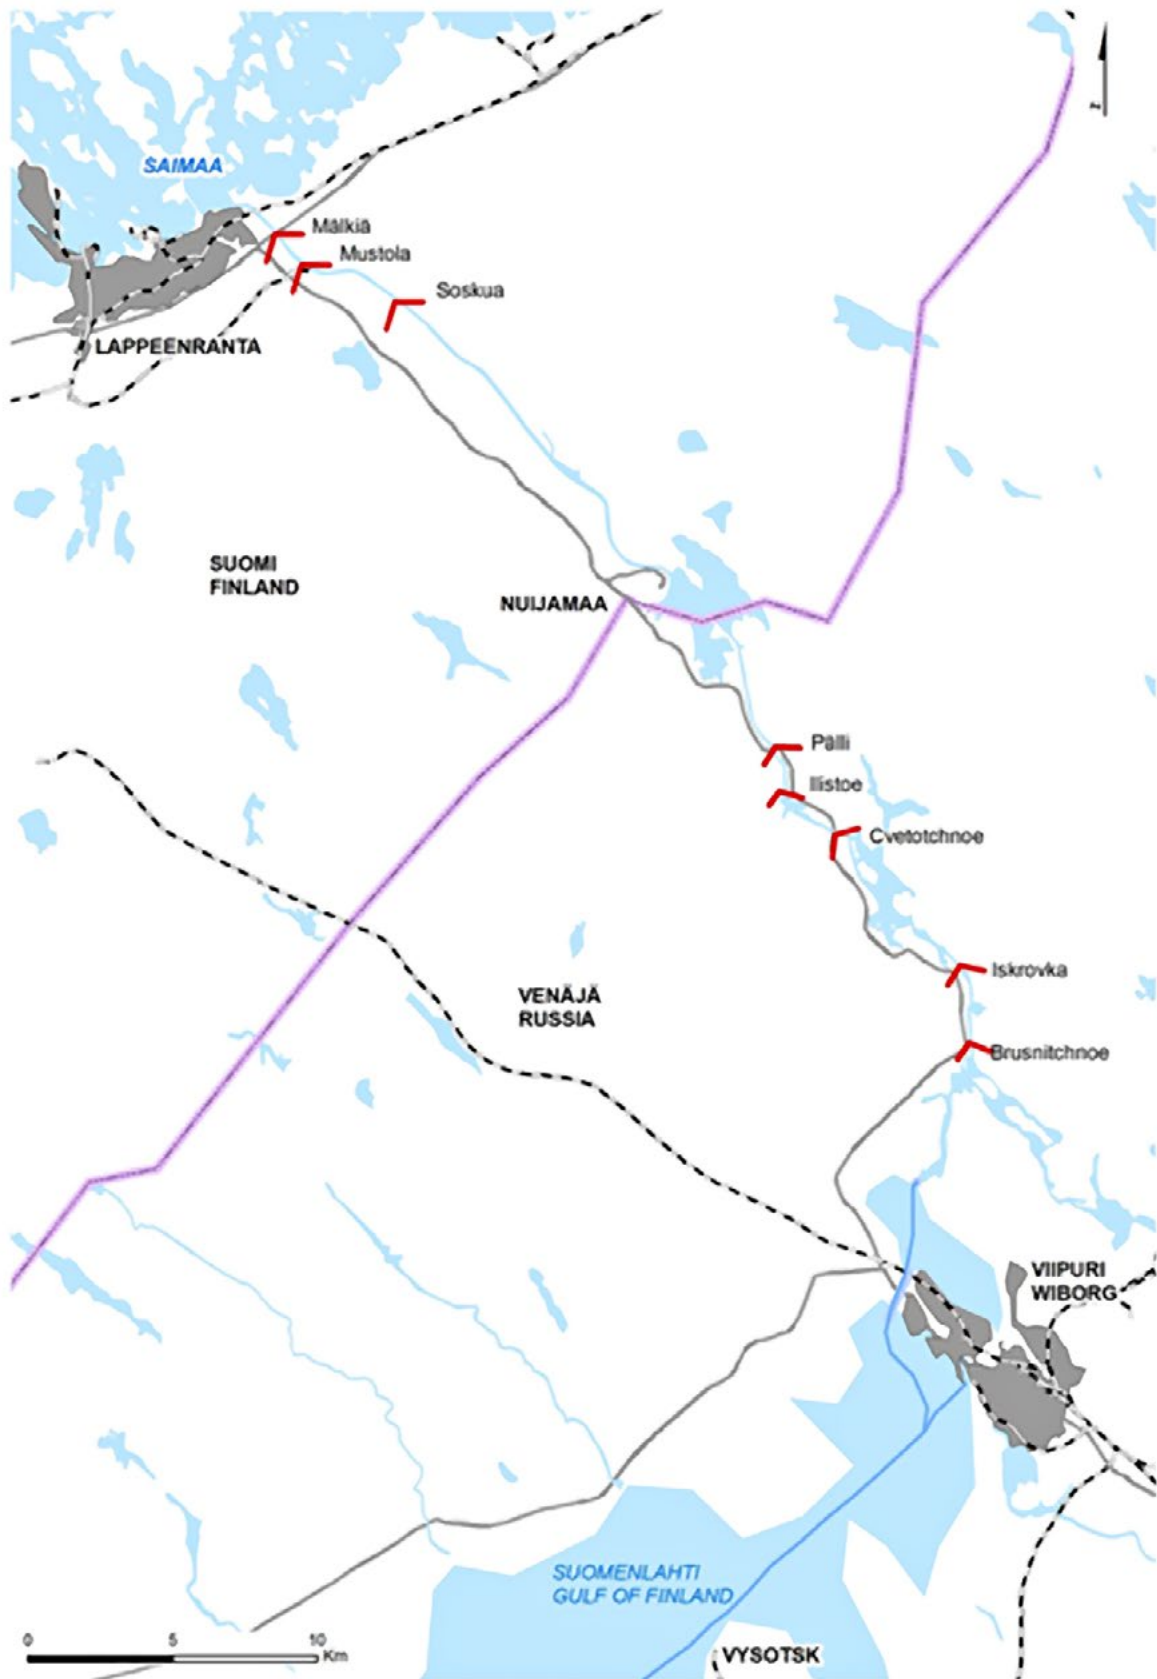 z
SAIMAA
Mälkiä
Mustola
Soskua
LAPPEENRANTA
SUOMI
FINLAND
NUIJAMAA
Pälli
Ilistoe
Cvetotchnoe
Iskrovka
VENÄJÄ
RUSSIA
Brusnitchnoe
VIIPURI
WIBORG
SUOMENLAHTI
GULF OF FINLAND
0 5 10
Km
VYSOTSK